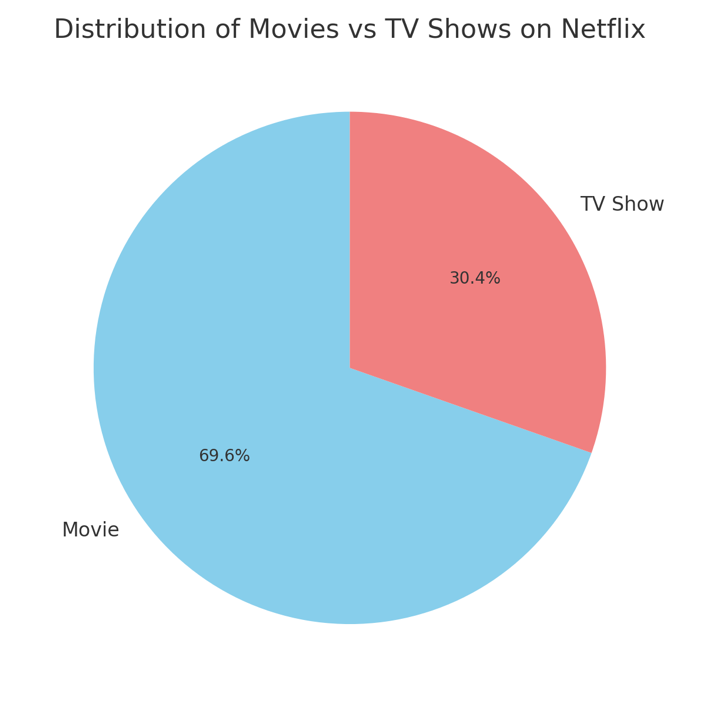 Distribution of Movies vs TV Shows on Netflix
TV Show
30.4%
69.6%
Movie